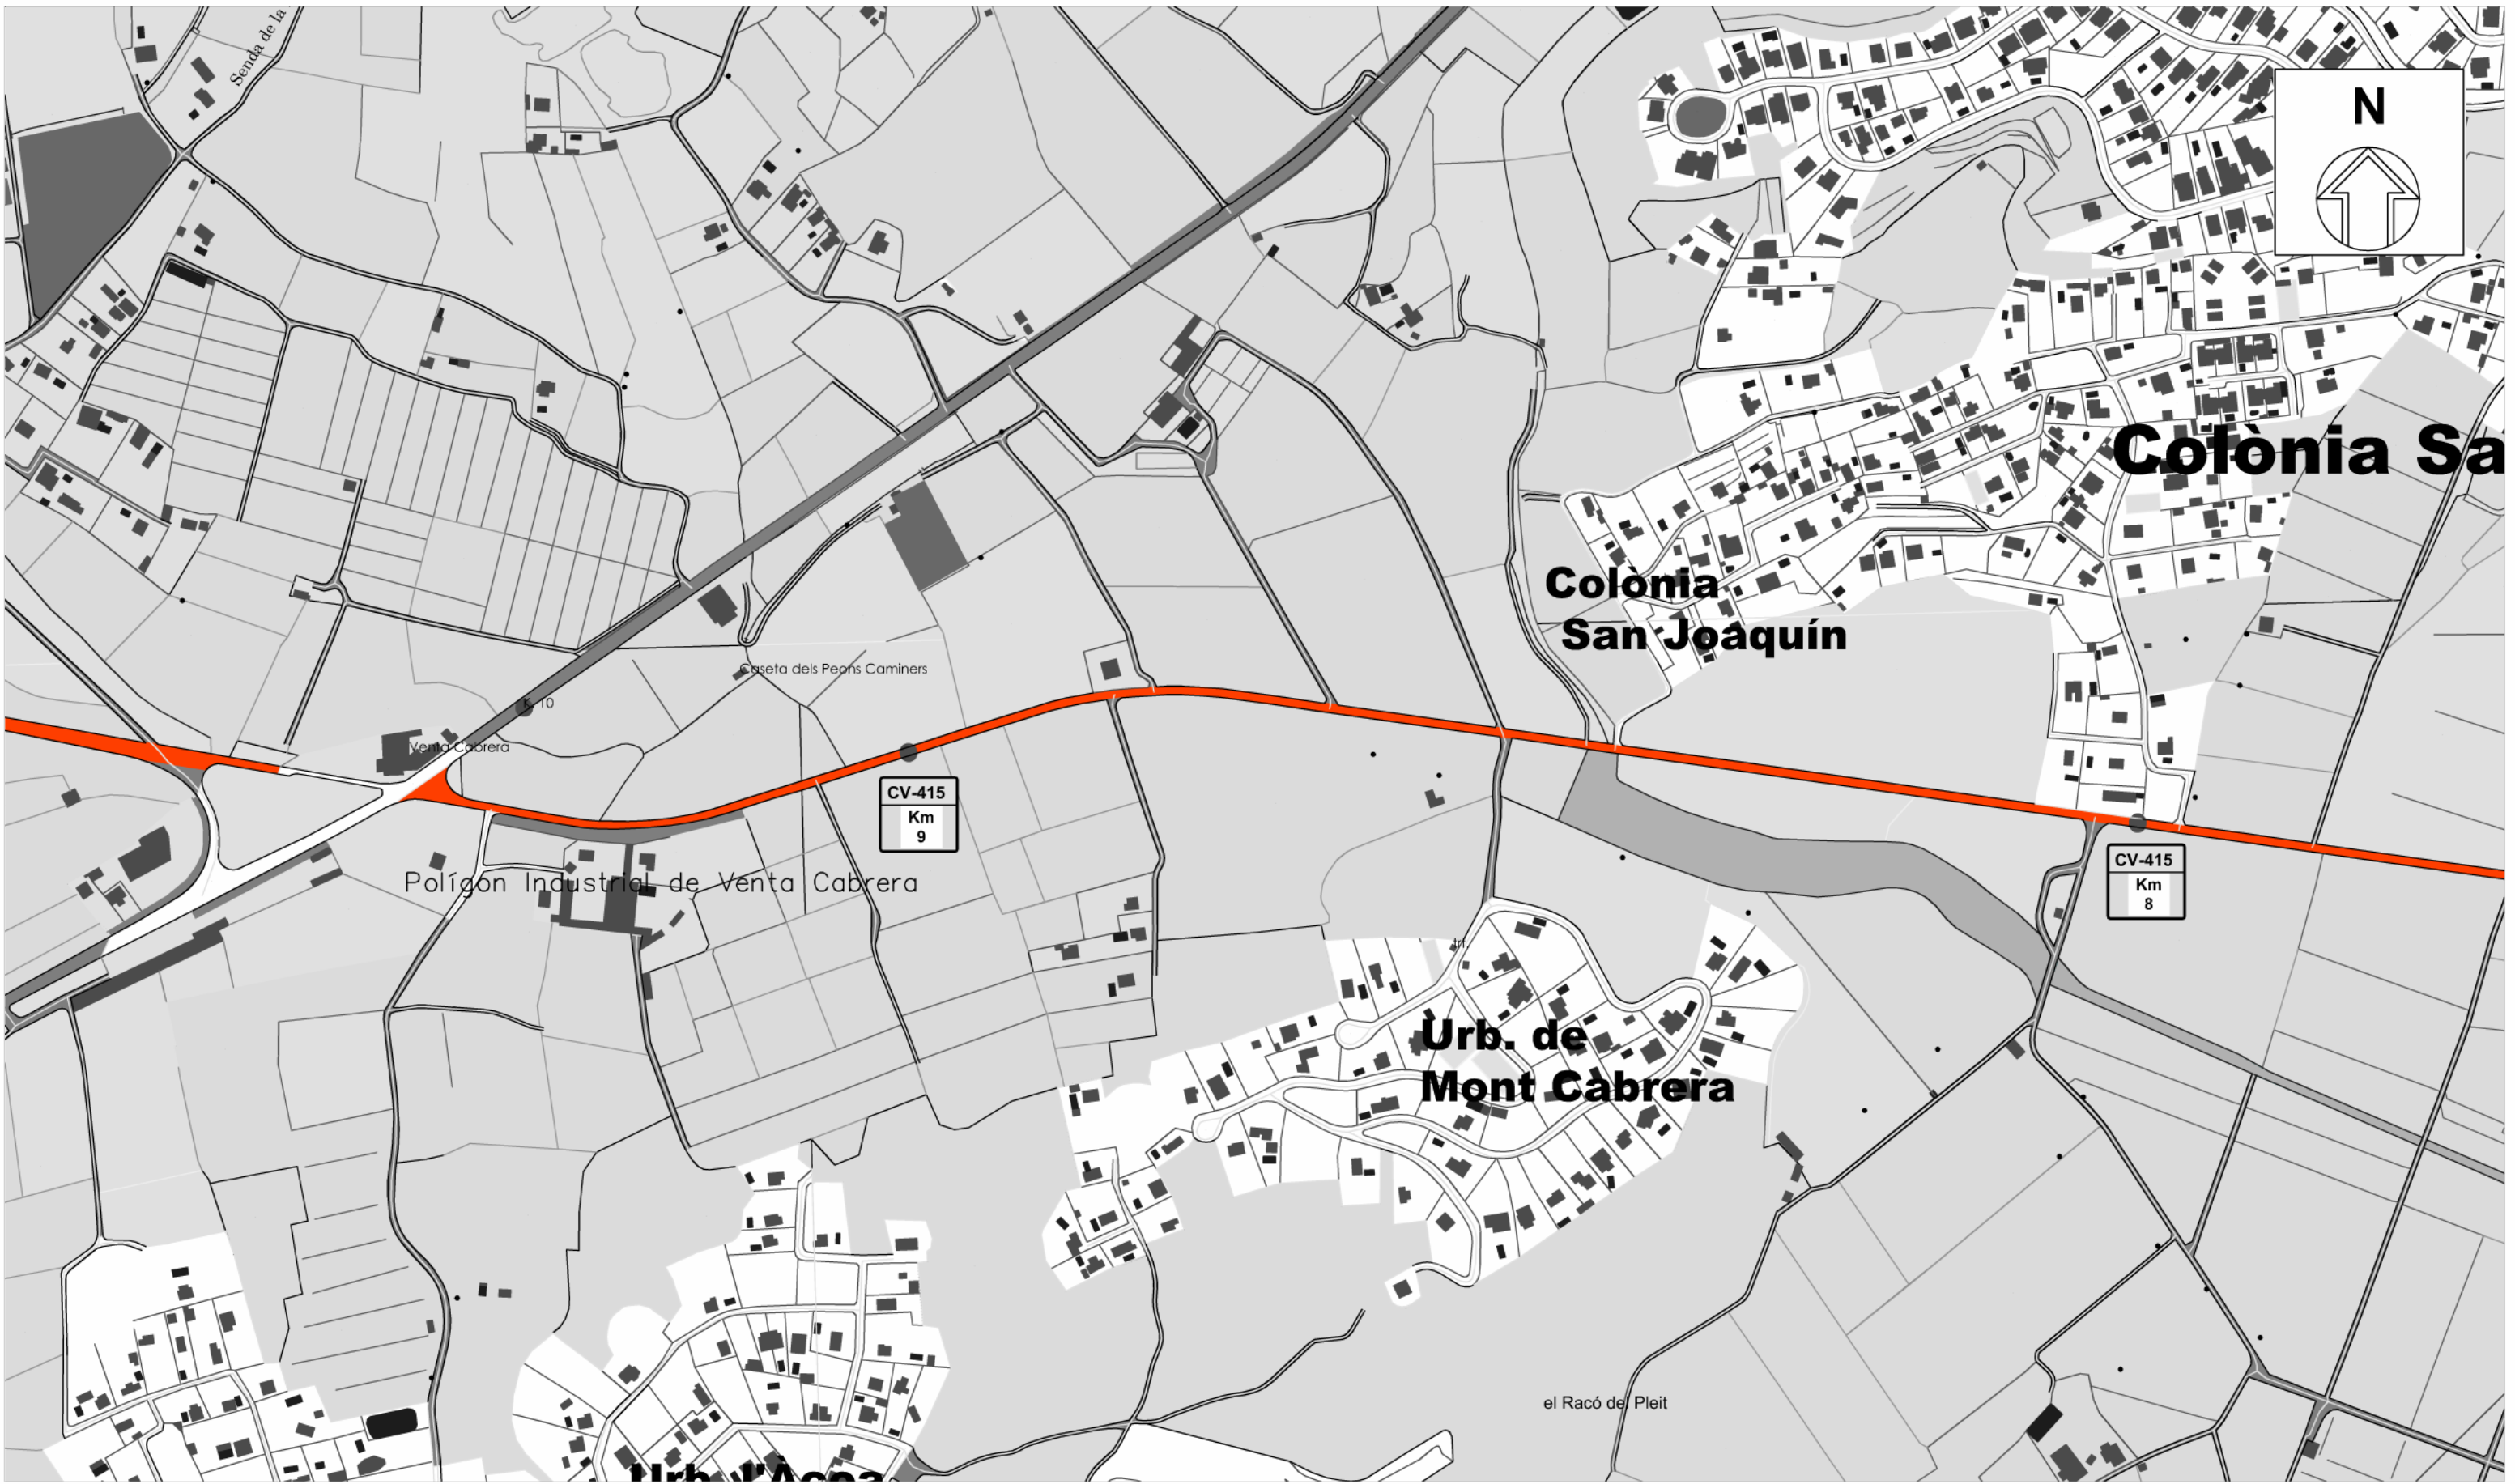 Senda de la
N
Colònia Sa
Colònia
San Joaquín
Caseta dels Peons Caminers
K. 10
Venta Cabrera
CV-415
Km
9
CV-415
Km
8
Polígon Industrial de Venta Cabrera
Urb. de
Mont Cabrera
el Racó del Pleit